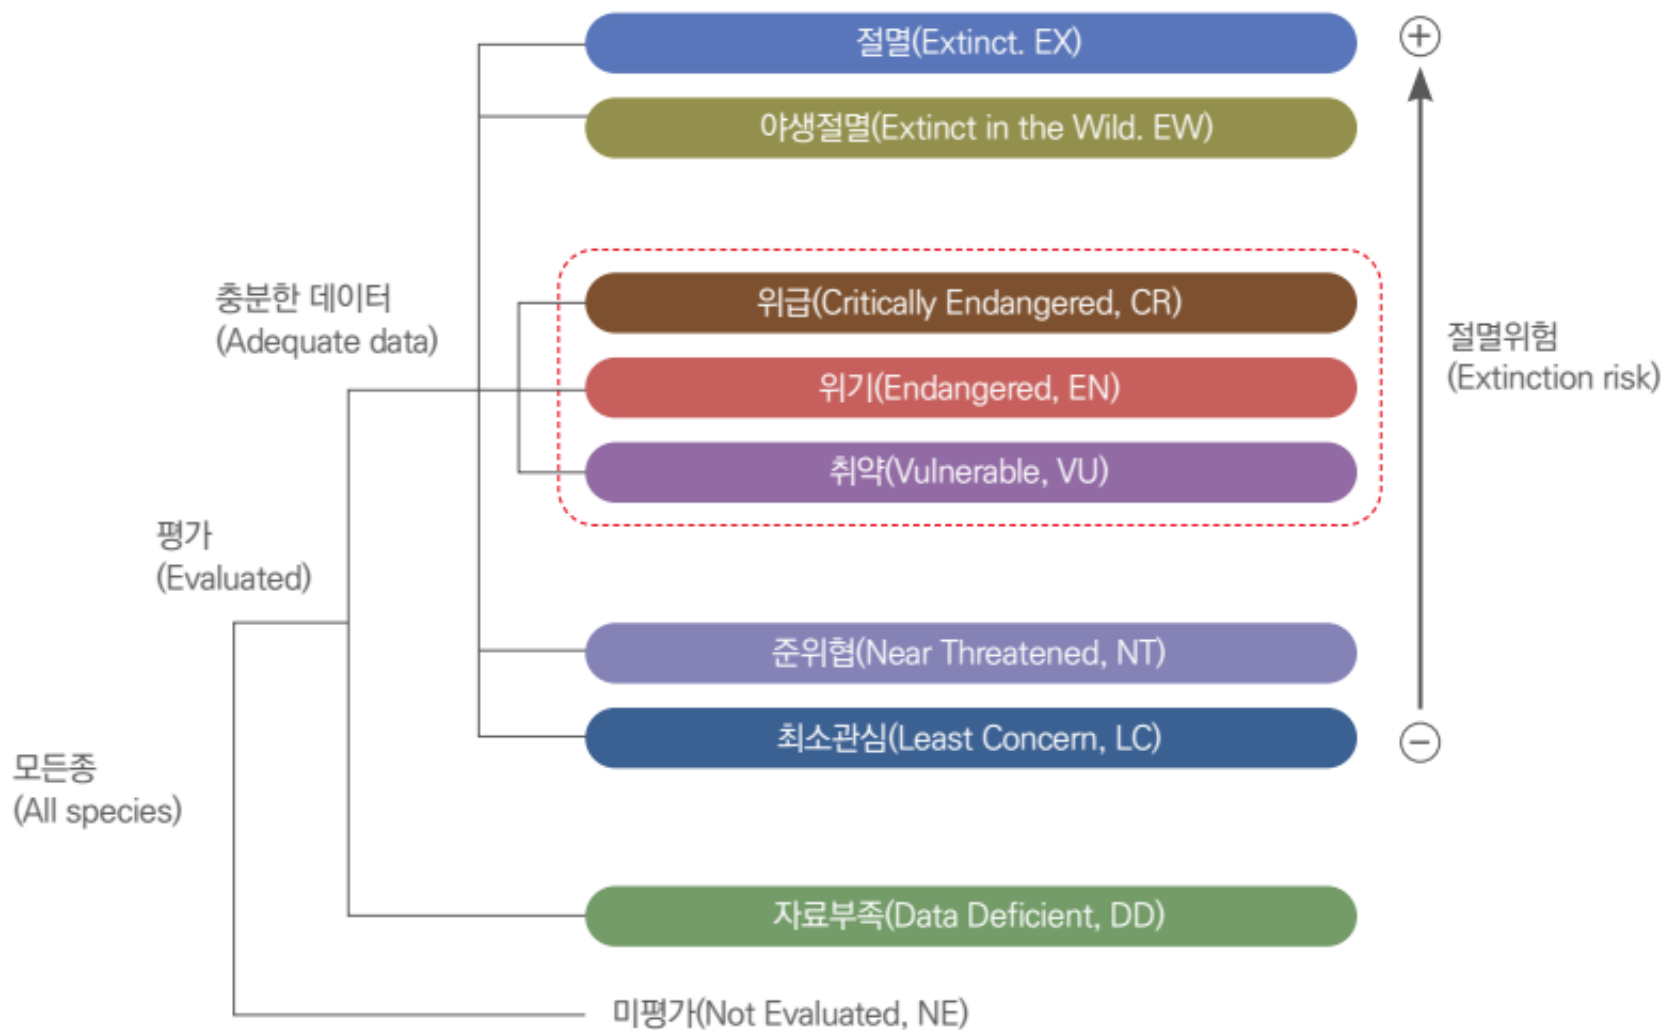 절멸(Extinct. EX)
야생절멸(Extinct in the Wild. EW)
충분한 데이터
(Adequate data)
위급(Critically Endangered, CR)
위기(Endangered, EN)
취약(Vulnerable, VU)
절멸위험
(Extinction risk)
평가
(Evaluated)
준위협(Near Threatened, NT)
최소관심(Least Concern, LC)
모든종
(All species)
자료부족(Data Deficient, DD)
미평가(Not Evaluated, NE)